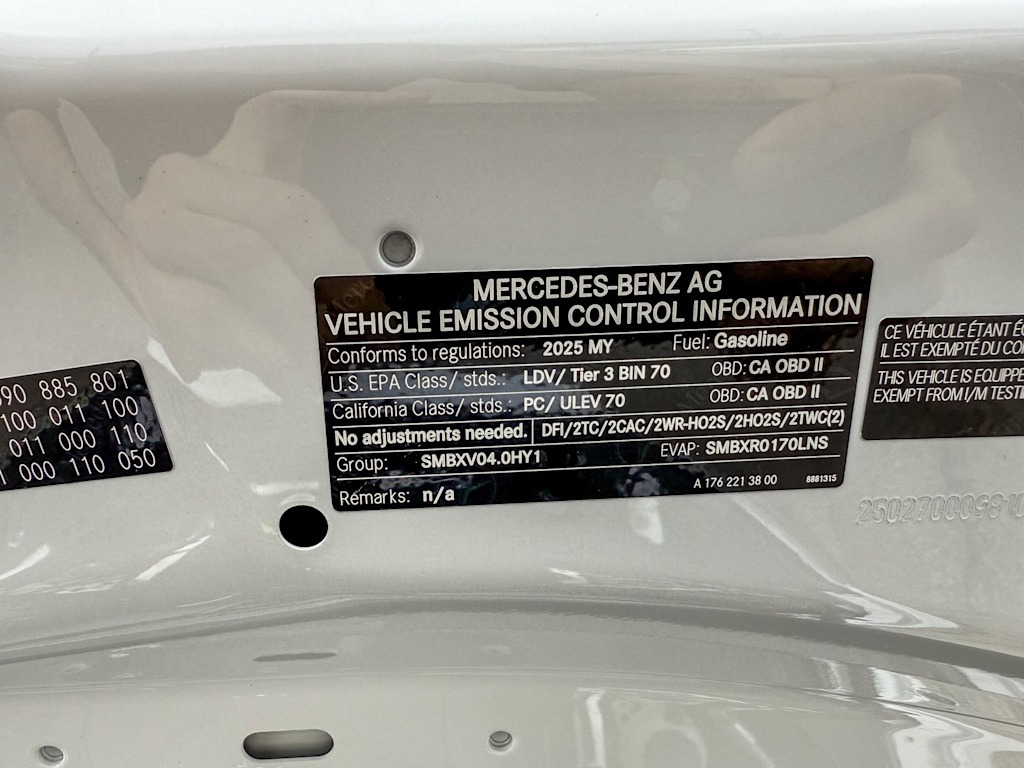 90 885 801
100 011 100
011 000 110
000 110 050
MERCEDES-BENZ AG
VEHICLE EMISSION CONTROL INFORMATION
Conforms to regulations: 2025 MY Fuel: Gasoline
U.S. EPA Class/ stds.: LDV/ Tier 3 BIN 70 OBD: CA OBD II
California Class/ stds.: PC/ ULEV 70 OBD: CA OBD II
No adjustments needed. DFI/2TC/2CAC/2WR-HO2S/2HO2S/2TWC(2)
Group: SMBXV04.0HY1 EVAP: SMBXR0170LNS
Remarks: n/a A 176 221 38 00 8881315
CE VÉHICULE ÉTANT
IL EST EXEMPTÉ DU
THIS VEHICLE IS
EXEMPT FROM I/M